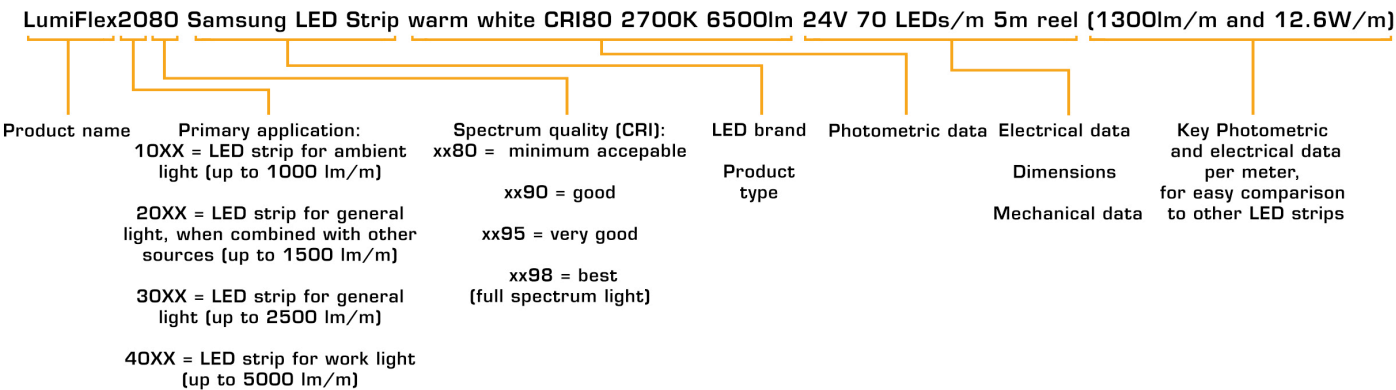 LumiFlex2080 Samsung LED Strip warm white CRI80 2700K 6500lm 24V 70 LEDs/m 5m reel (1300lm/m and 12.6W/m)
Product name
Primary application:
10XX = LED strip for ambient
light (up to 1000 lm/m)
20XX = LED strip for general
light, when combined with other
sources (up to 1500 lm/m)
30XX = LED strip for general
light (up to 2500 lm/m)
40XX = LED strip for work light
(up to 5000 lm/m)
Spectrum quality (CRI):
xx80 = minimum accepable
xx90 = good
xx95 = very good
xx98 = best
(full spectrum light)
LED brand
Product
type
Photometric data
Electrical data
Dimensions
Mechanical data
Key Photometric
and electrical data
per meter,
for easy comparison
to other LED strips